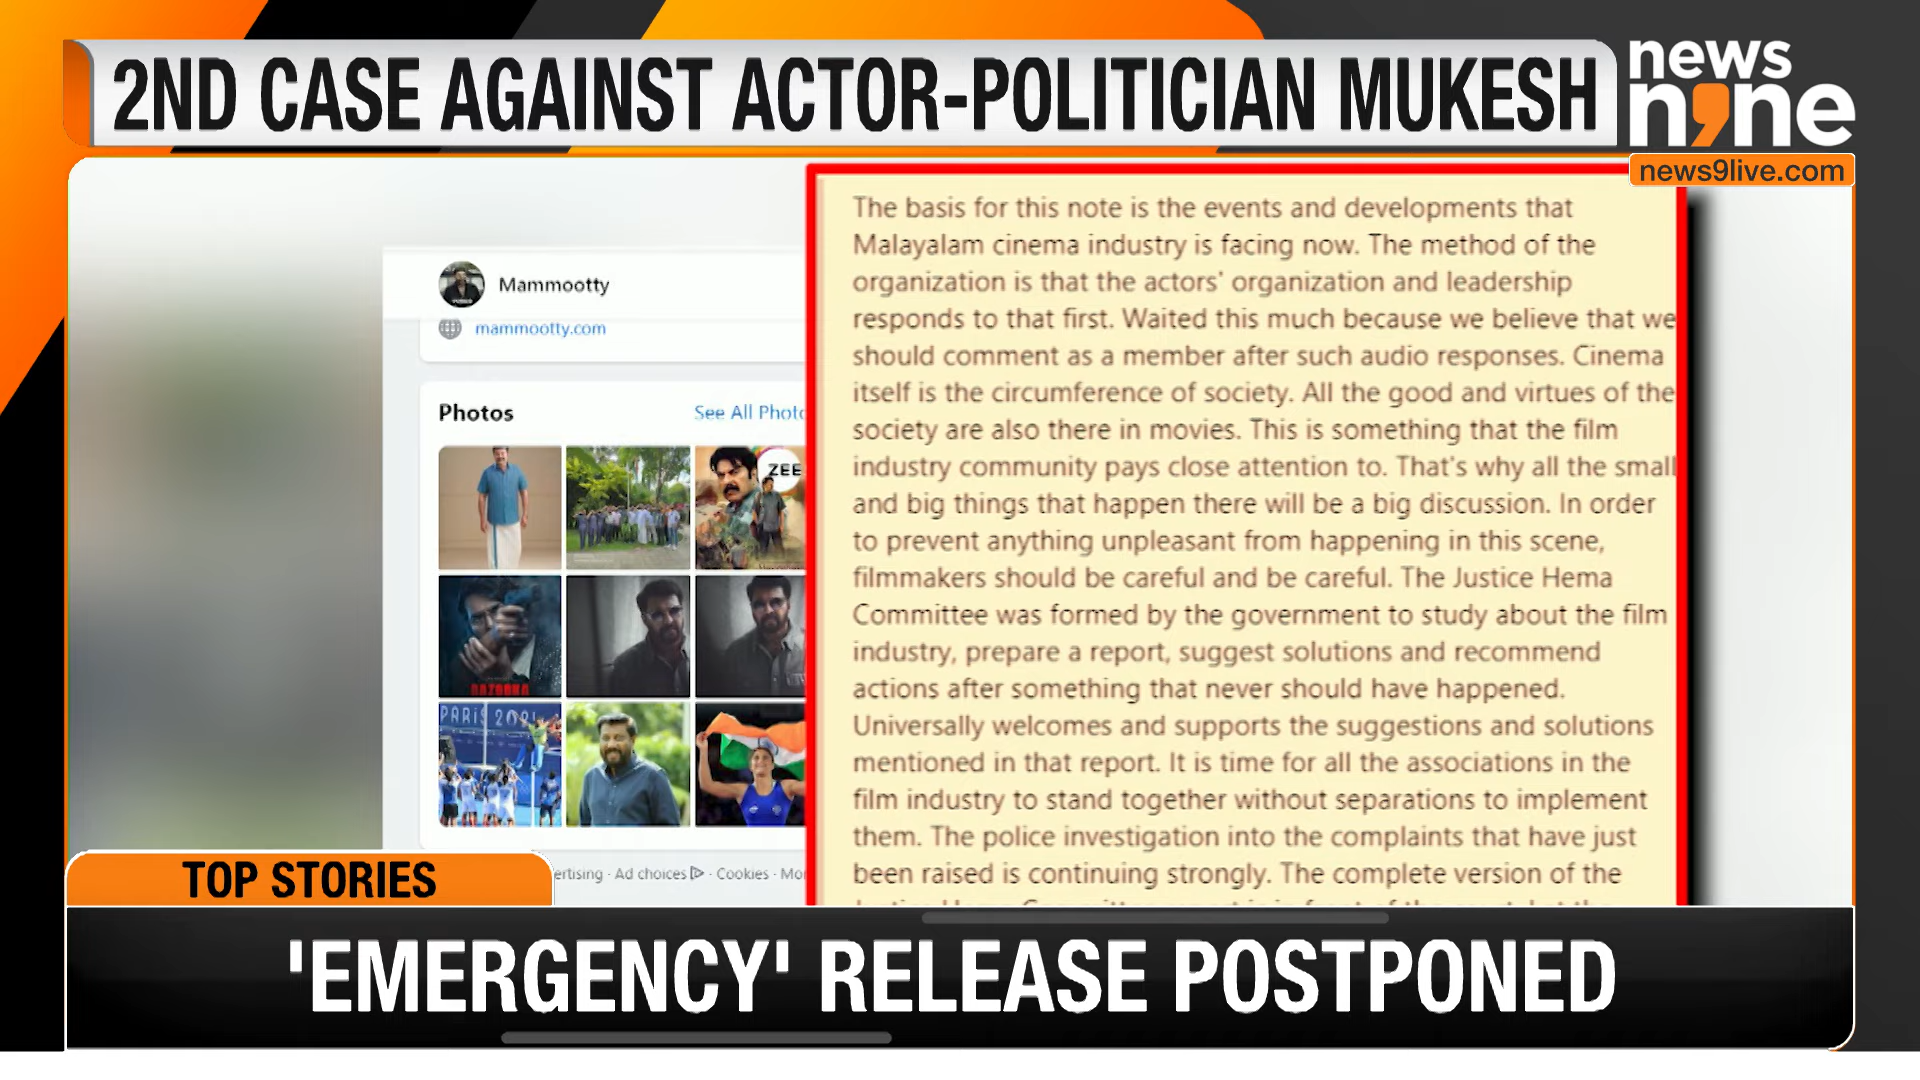 2ND CASE AGAINST ACTOR-POLITICIAN MUKESH
news
nine
news9live.com
Mammootty
mammootty.com
Photos
See All Photo
ZEE
BAZOOKA
PARIS 2024
ertising · Ad choices · Cookies · Mor
The basis for this note is the events and developments that
Malayalam cinema industry is facing now. The method of the
organization is that the actors' organization and leadership
responds to that first. Waited this much because we believe that we
should comment as a member after such audio responses. Cinema
itself is the circumference of society. All the good and virtues of the
society are also there in movies. This is something that the film
industry community pays close attention to. That's why all the small
and big things that happen there will be a big discussion. In order
to prevent anything unpleasant from happening in this scene,
filmmakers should be careful and be careful. The Justice Hema
Committee was formed by the government to study about the film
industry, prepare a report, suggest solutions and recommend
actions after something that never should have happened.
Universally welcomes and supports the suggestions and solutions
mentioned in that report. It is time for all the associations in the
film industry to stand together without separations to implement
them. The police investigation into the complaints that have just
been raised is continuing strongly. The complete version of the
TOP STORIES
'EMERGENCY' RELEASE POSTPONED